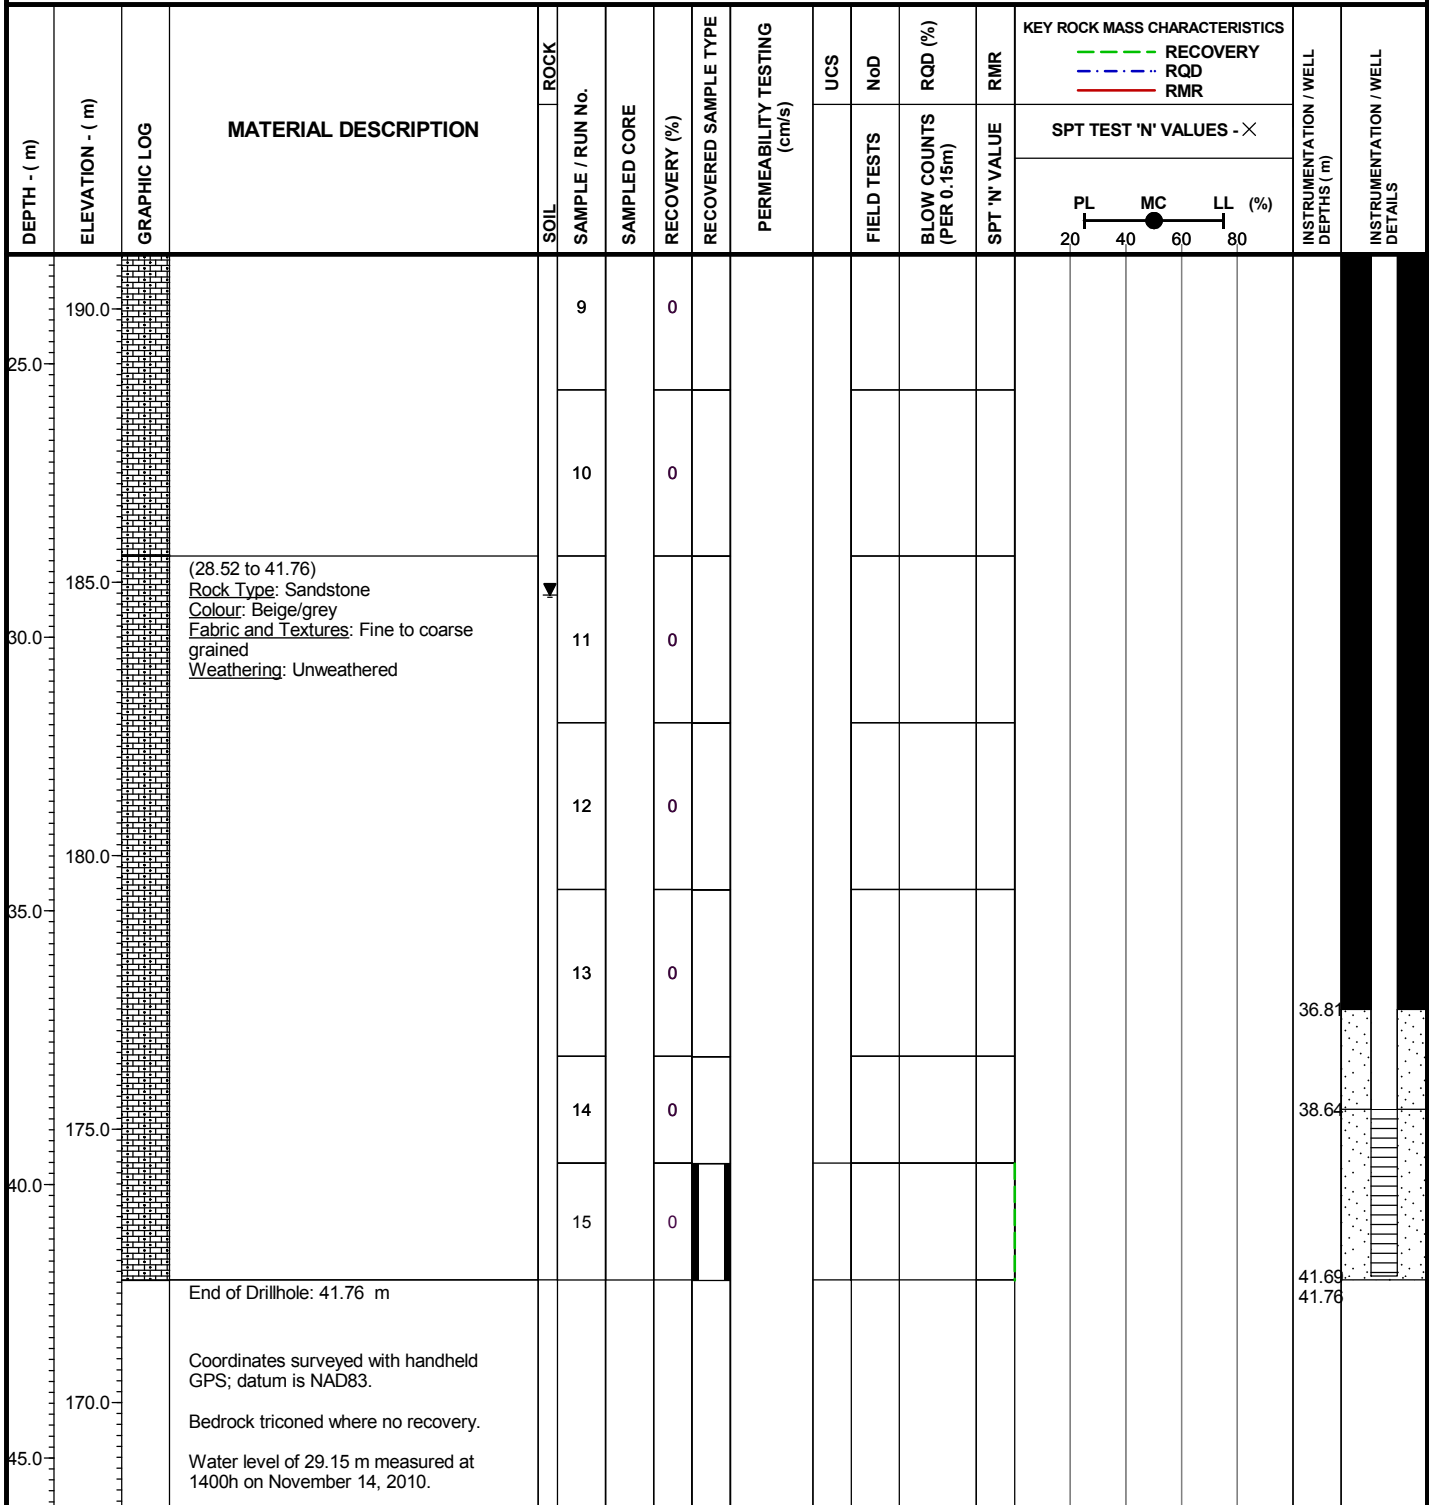 DEPTH - ( m)
ELEVATION - ( m)
GRAPHIC LOG
MATERIAL DESCRIPTION
SOIL
ROCK
SAMPLE / RUN No.
SAMPLED CORE
RECOVERY (%)
RECOVERED SAMPLE TYPE
PERMEABILITY TESTING
(cm/s)
UCS
NoD
RQD (%)
RMR
FIELD TESTS
BLOW COUNTS
(PER 0.15m)
SPT 'N' VALUE
KEY ROCK MASS CHARACTERISTICS
RECOVERY
RQD
RMR
SPT TEST 'N' VALUES - X
PL MC LL (%)
20 40 60 80
INSTRUMENTATION / WELL
DEPTHS ( m)
INSTRUMENTATION / WELL
DETAILS
190.0
9 0
25.0
10 0
(28.52 to 41.76)
185.0
Rock Type: Sandstone
Colour: Beige/grey
Fabric and Textures: Fine to coarse
grained
30.0
11 0
Weathering: Unweathered
12 0
180.0
35.0
13 0
36.81
14 0
38.64
175.0
40.0
15 0
41.69
End of Drillhole: 41.76 m
41.76
Coordinates surveyed with handheld
GPS; datum is NAD83.
170.0
Bedrock triconed where no recovery.
45.0
Water level of 29.15 m measured at
1400h on November 14, 2010.